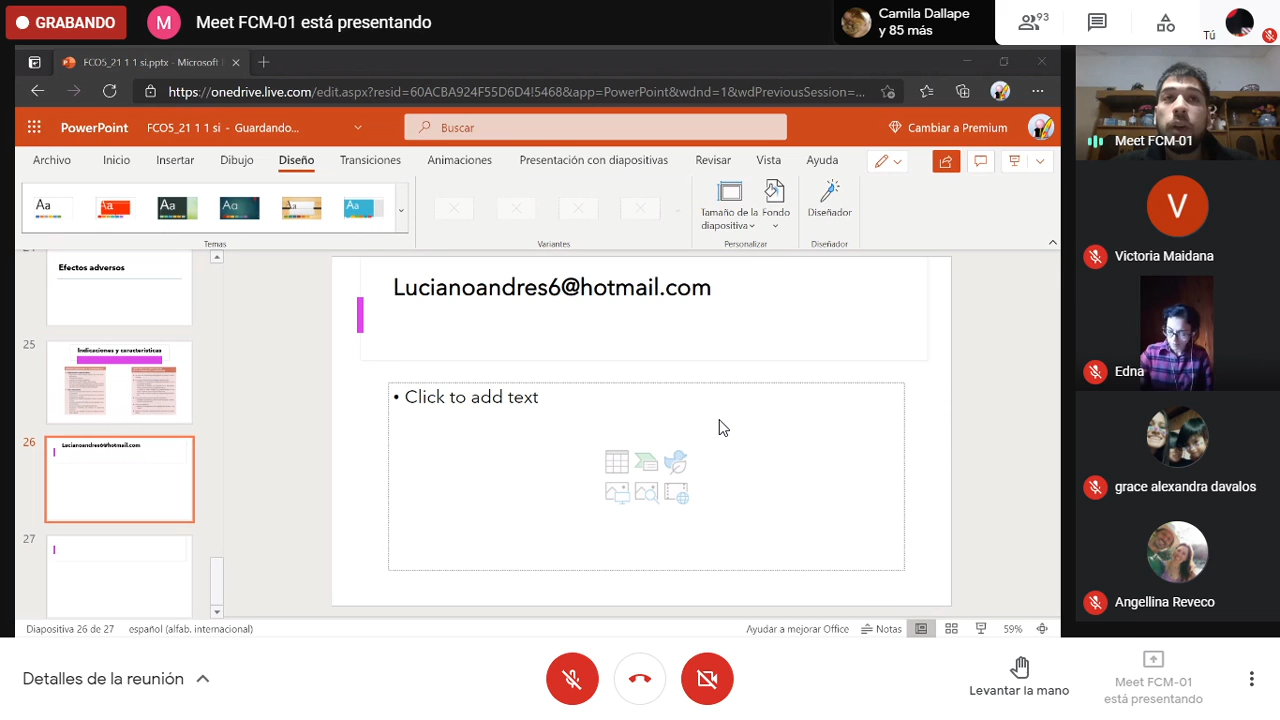 GRABANDO
M
Meet FCM-01 está presentando
Camila Dallape
y 85 más
93
Tú
FCO5_21 1 1 si.pptx - Microsoft
https://onedrive.live.com/edit.aspx?resid=60ACBA924F55D6D4!5468&app=PowerPoint&wdnd=1&wdPreviousSession=...
PowerPoint
FCO5_21 1 1 si - Guardando...
Buscar
Cambiar a Premium
Archivo
Inicio
Insertar
Dibujo
Diseño
Transiciones
Animaciones
Presentación con diapositivas
Revisar
Vista
Ayuda
Aa
Aa
Aa
Aa
Aa
Aa
Tamaño de la
diapositiva
Fondo
Diseñador
Temas
Variantes
Personalizar
Diseñador
Efectos adversos
25
Indicaciones y características
26
Lucianoandres6@hotmail.com
27
Lucianoandres6@hotmail.com
• Click to add text
Diapositiva 26 de 27
español (alfab. internacional)
Ayudar a mejorar Office
Notas
59%
Meet FCM-01
V
Victoria Maidana
Edna
grace alexandra davalos
Angellina Reveco
Detalles de la reunión
Levantar la mano
Meet FCM-01
está presentando